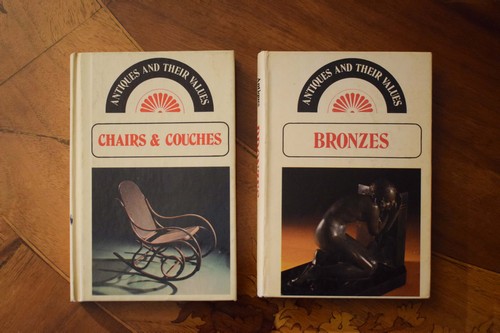 ANTIQUES AND THEIR VALUES
CHAIRS & COUCHES
ANTIQUES AND THEIR VALUES
BRONZES